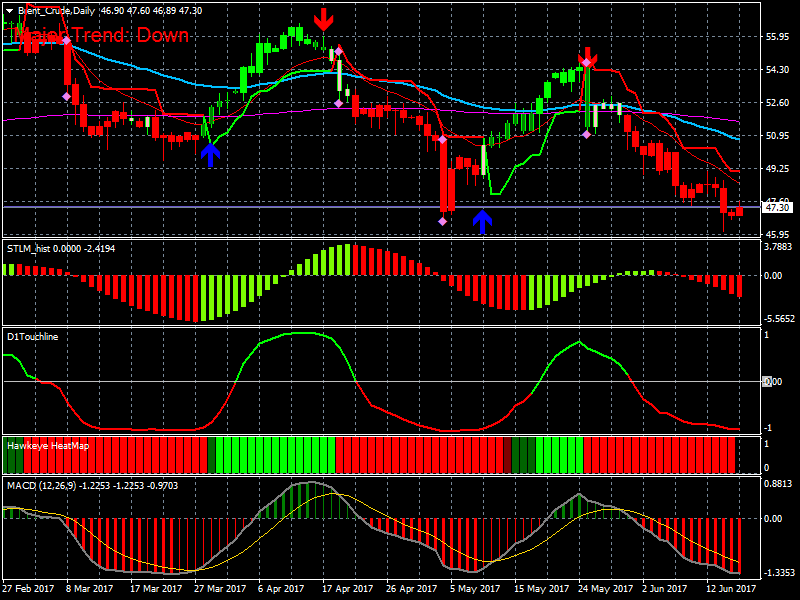 Brent_Crude,Daily 46.90 47.60 46.89 47.30
Major Trend: Down
55.95
54.30
52.60
50.95
49.25
47.60
47.30
45.95
STLM_hist 0.0000 -2.4194
3.7883
0.00
-5.5652
D1Touchline
1
0.00
-1
Hawkeye HeatMap
1
0
MACD (12,26,9) -1.2253 -1.2253 -0.9703
0.8813
0.00
-1.3353
27 Feb 2017 8 Mar 2017 17 Mar 2017 27 Mar 2017 6 Apr 2017 17 Apr 2017 26 Apr 2017 5 May 2017 15 May 2017 24 May 2017 2 Jun 2017 12 Jun 2017